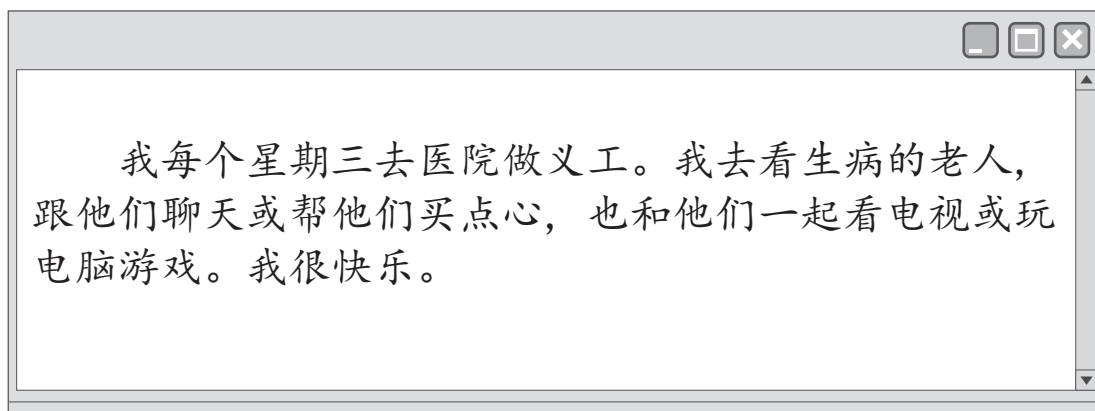 我每个星期三去医院做义工。我去看生病的老人，
跟他们聊天或帮他们买点心，也和他们一起看电视或玩
电脑游戏。我很快乐。